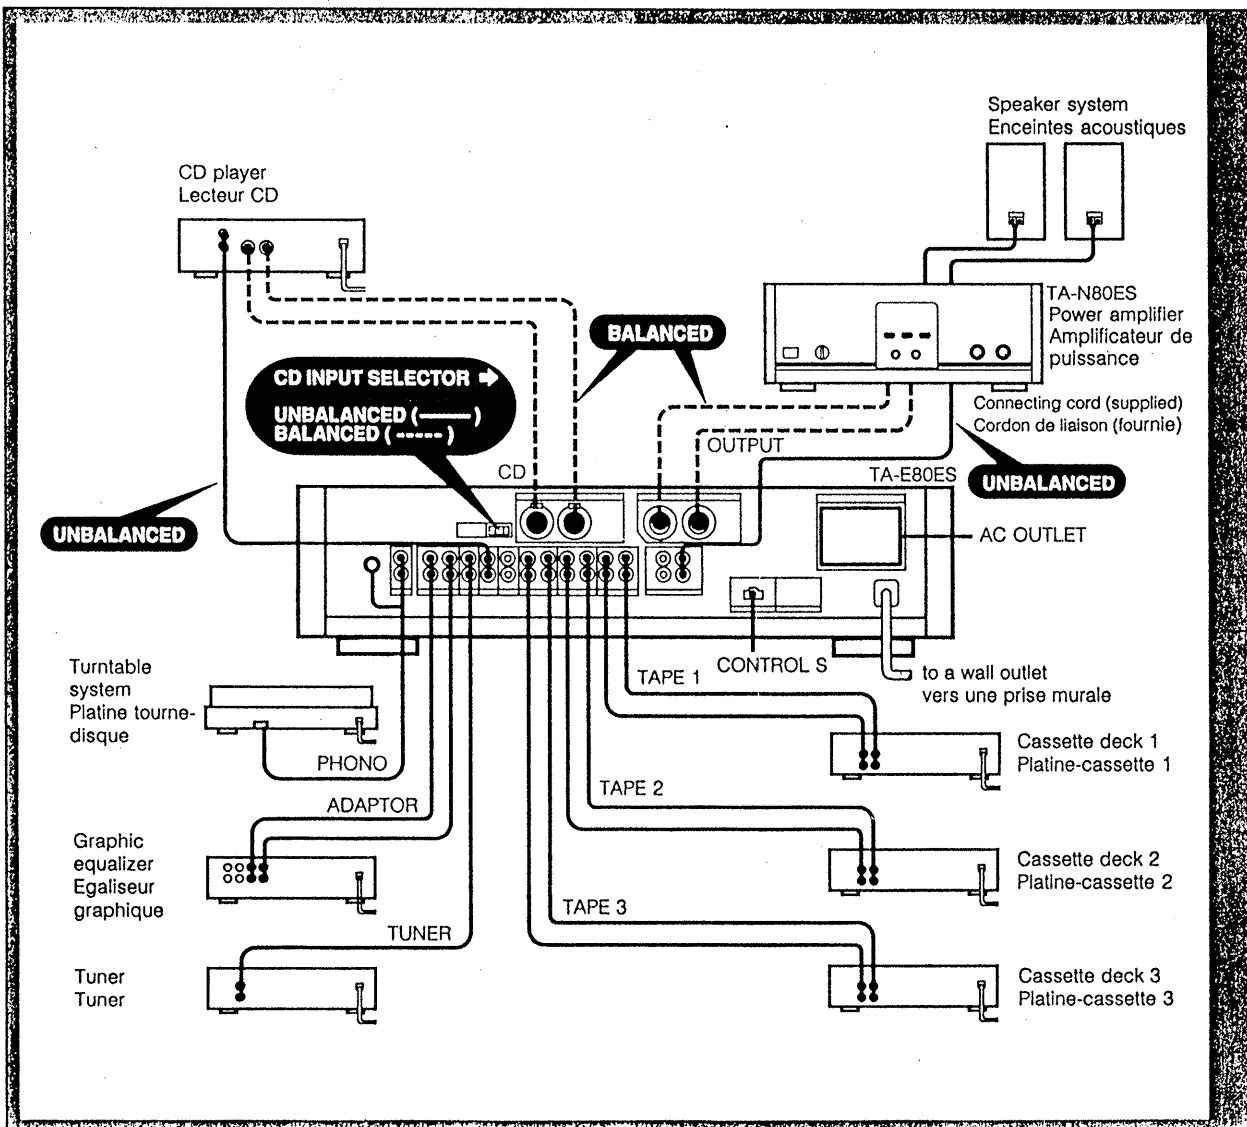 Speaker system
Enceintes acoustiques
CD player
Lecteur CD
TA-N80ES
Power amplifier
Amplificateur de
puissance
BALANCED
CD INPUT SELECTOR ➡
UNBALANCED (———)
BALANCED (-----)
Connecting cord (supplied)
Cordon de liaison (fournie)
OUTPUT
CD
TA-E80ES
UNBALANCED
UNBALANCED
AC OUTLET
CONTROL S
to a wall outlet
vers une prise murale
TAPE 1
Turntable
system
Platine tourne-
disque
PHONO
Cassette deck 1
Platine-cassette 1
TAPE 2
ADAPTOR
Graphic
equalizer
Egaliseur
graphique
Cassette deck 2
Platine-cassette 2
TAPE 3
TUNER
Tuner
Tuner
Cassette deck 3
Platine-cassette 3